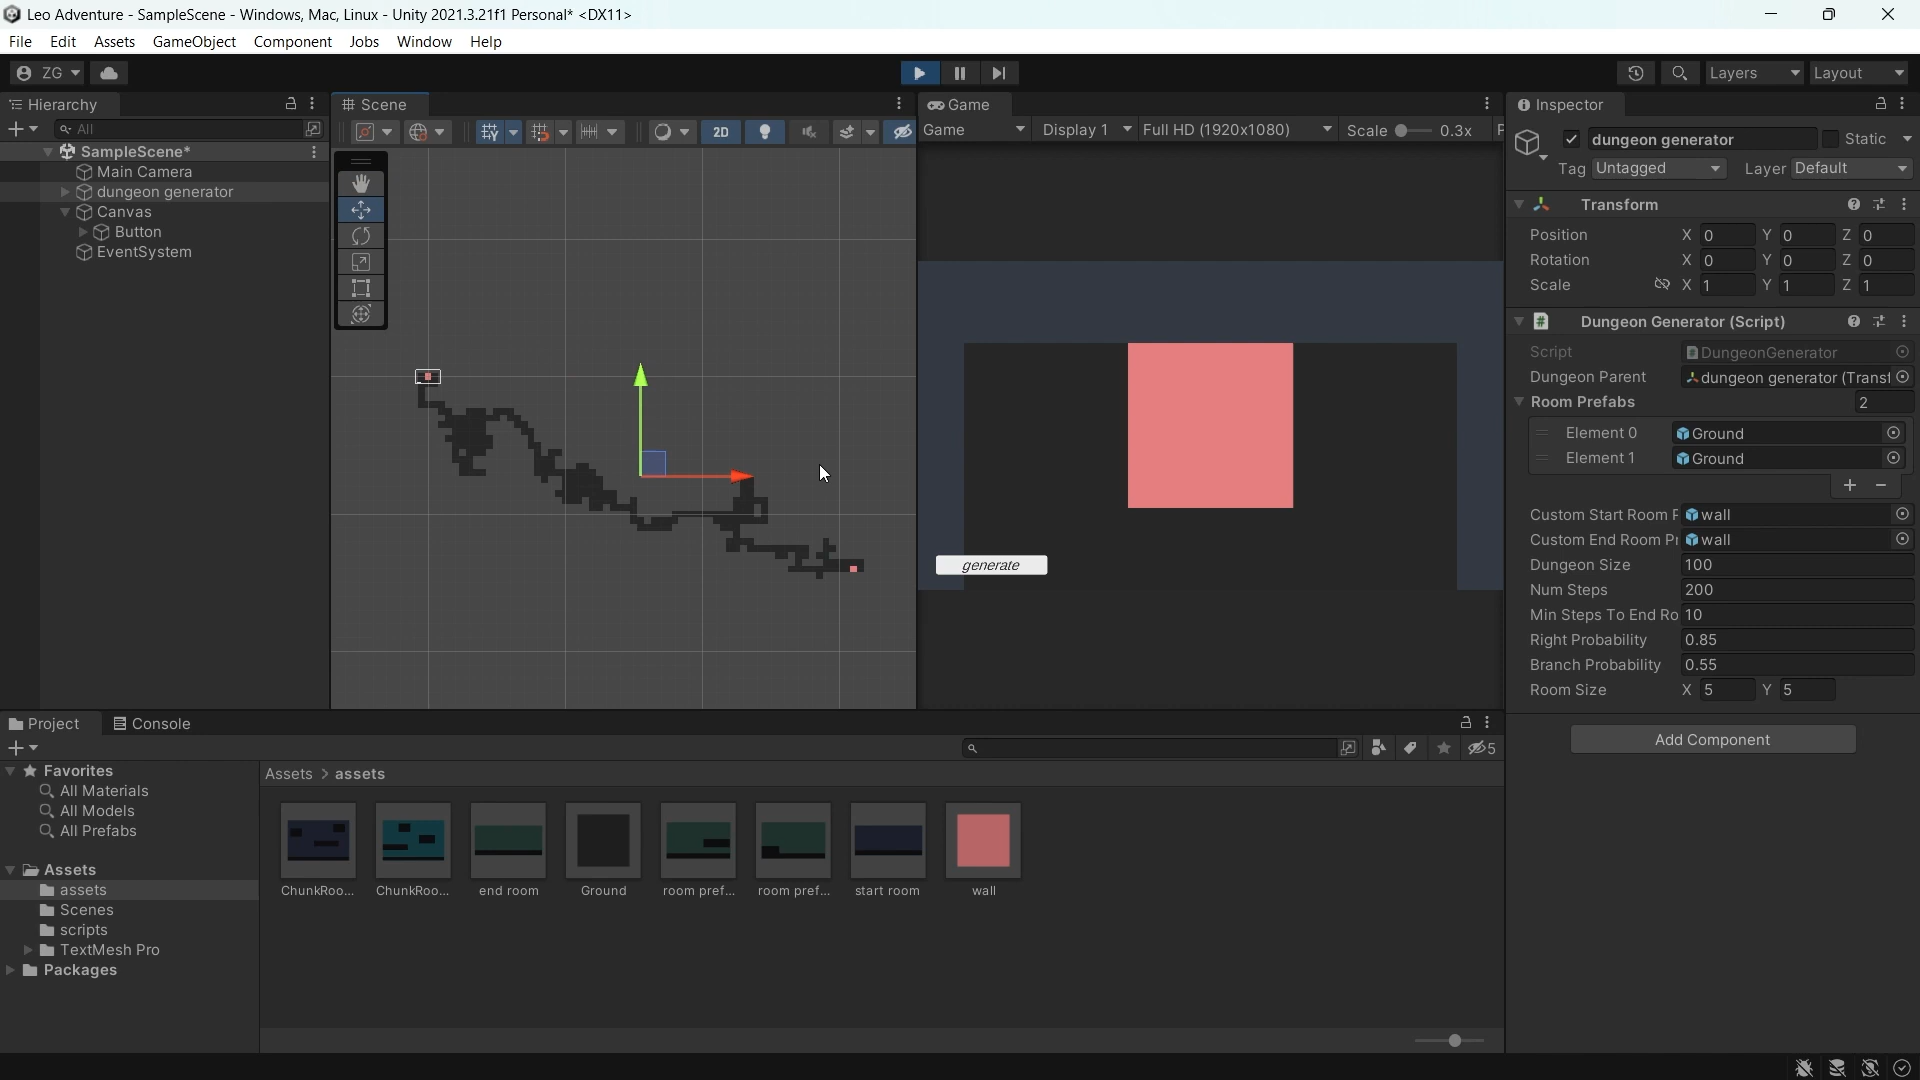 Leo Adventure - SampleScene - Windows, Mac, Linux - Unity 2021.3.21f1 Personal* <DX11>
File Edit Assets GameObject Component Jobs Window Help
ZG
Layers
Layout
Hierarchy
All
SampleScene*
Main Camera
dungeon generator
Canvas
Button
EventSystem
Scene
2D
Game
Game Display 1 Full HD (1920x1080) Scale 0.3x P
generate
Inspector
dungeon generator Static
Tag Untagged Layer Default
Transform
Position X 0 Y 0 Z 0
Rotation X 0 Y 0 Z 0
Scale X 1 Y 1 Z 1
Dungeon Generator (Script)
Script DungeonGenerator
Dungeon Parent dungeon generator (Transf
Room Prefabs 2
Element 0 Ground
Element 1 Ground
Custom Start Room P wall
Custom End Room Pr wall
Dungeon Size 100
Num Steps 200
Min Steps To End Ro 10
Right Probability 0.85
Branch Probability 0.55
Room Size X 5 Y 5
Add Component
Project
Console
5
Favorites
All Materials
All Models
All Prefabs
Assets
assets
Scenes
scripts
TextMesh Pro
Packages
Assets > assets
ChunkRoo... ChunkRoo... end room Ground room pref... room pref... start room wall